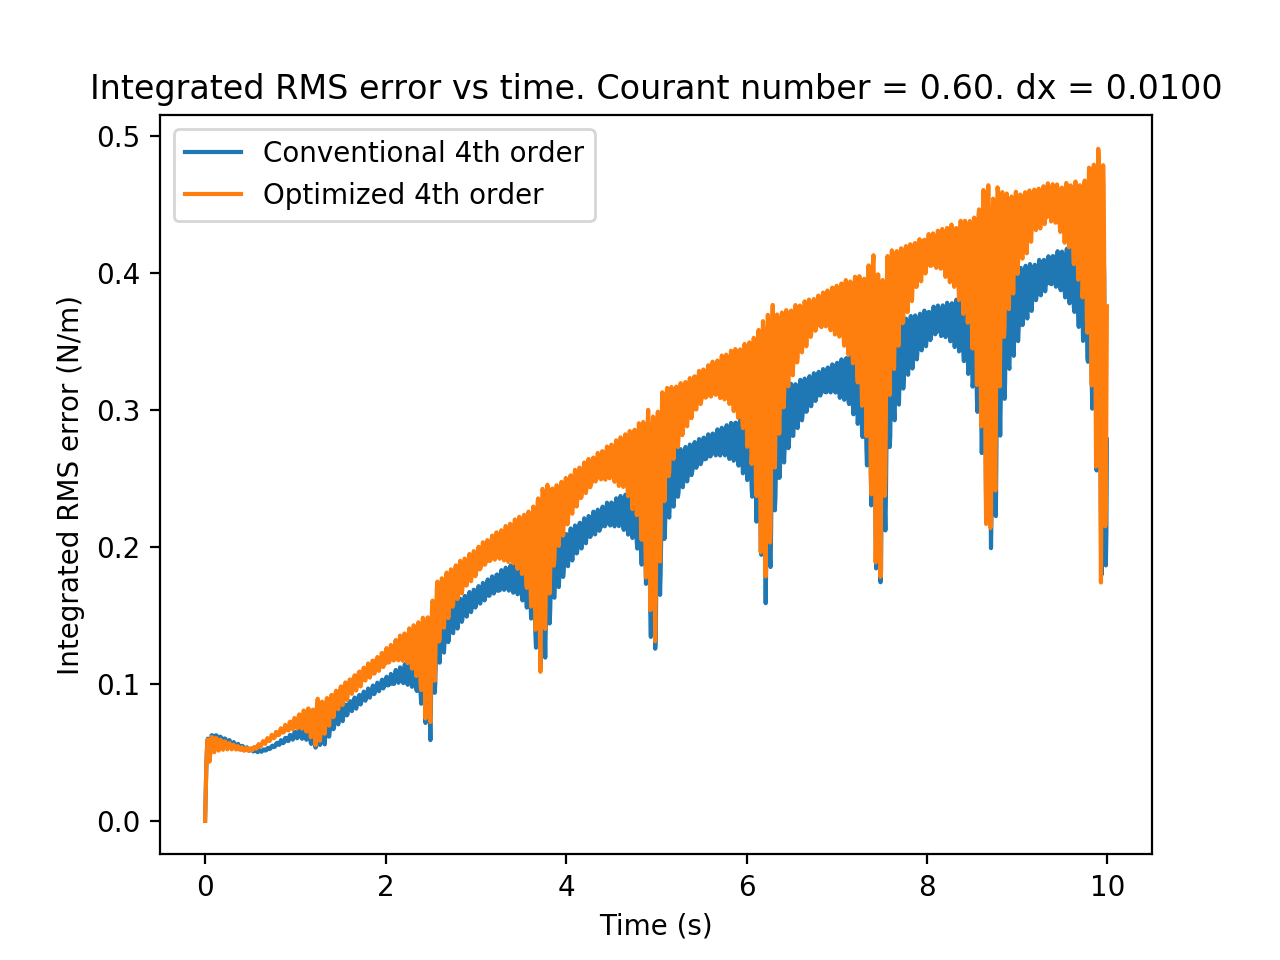 Integrated RMS error vs time. Courant number = 0.60. dx = 0.0100
Conventional 4th order
Optimized 4th order
Integrated RMS error (N/m)
0.5
0.4
0.3
0.2
0.1
0.0
0 2 4 6 8 10
Time (s)